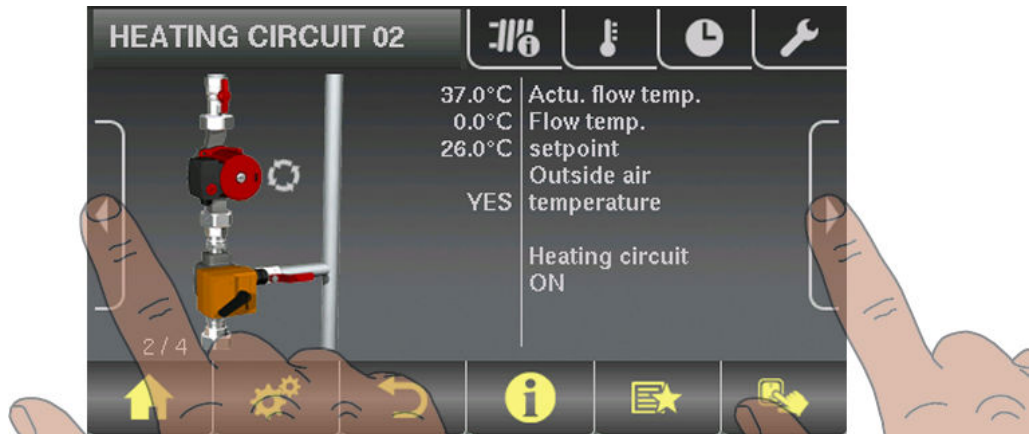 HEATING CIRCUIT 02
37.0°C Actu. flow temp.
0.0°C Flow temp.
26.0°C setpoint
Outside air
YES temperature
Heating circuit
ON
2/4